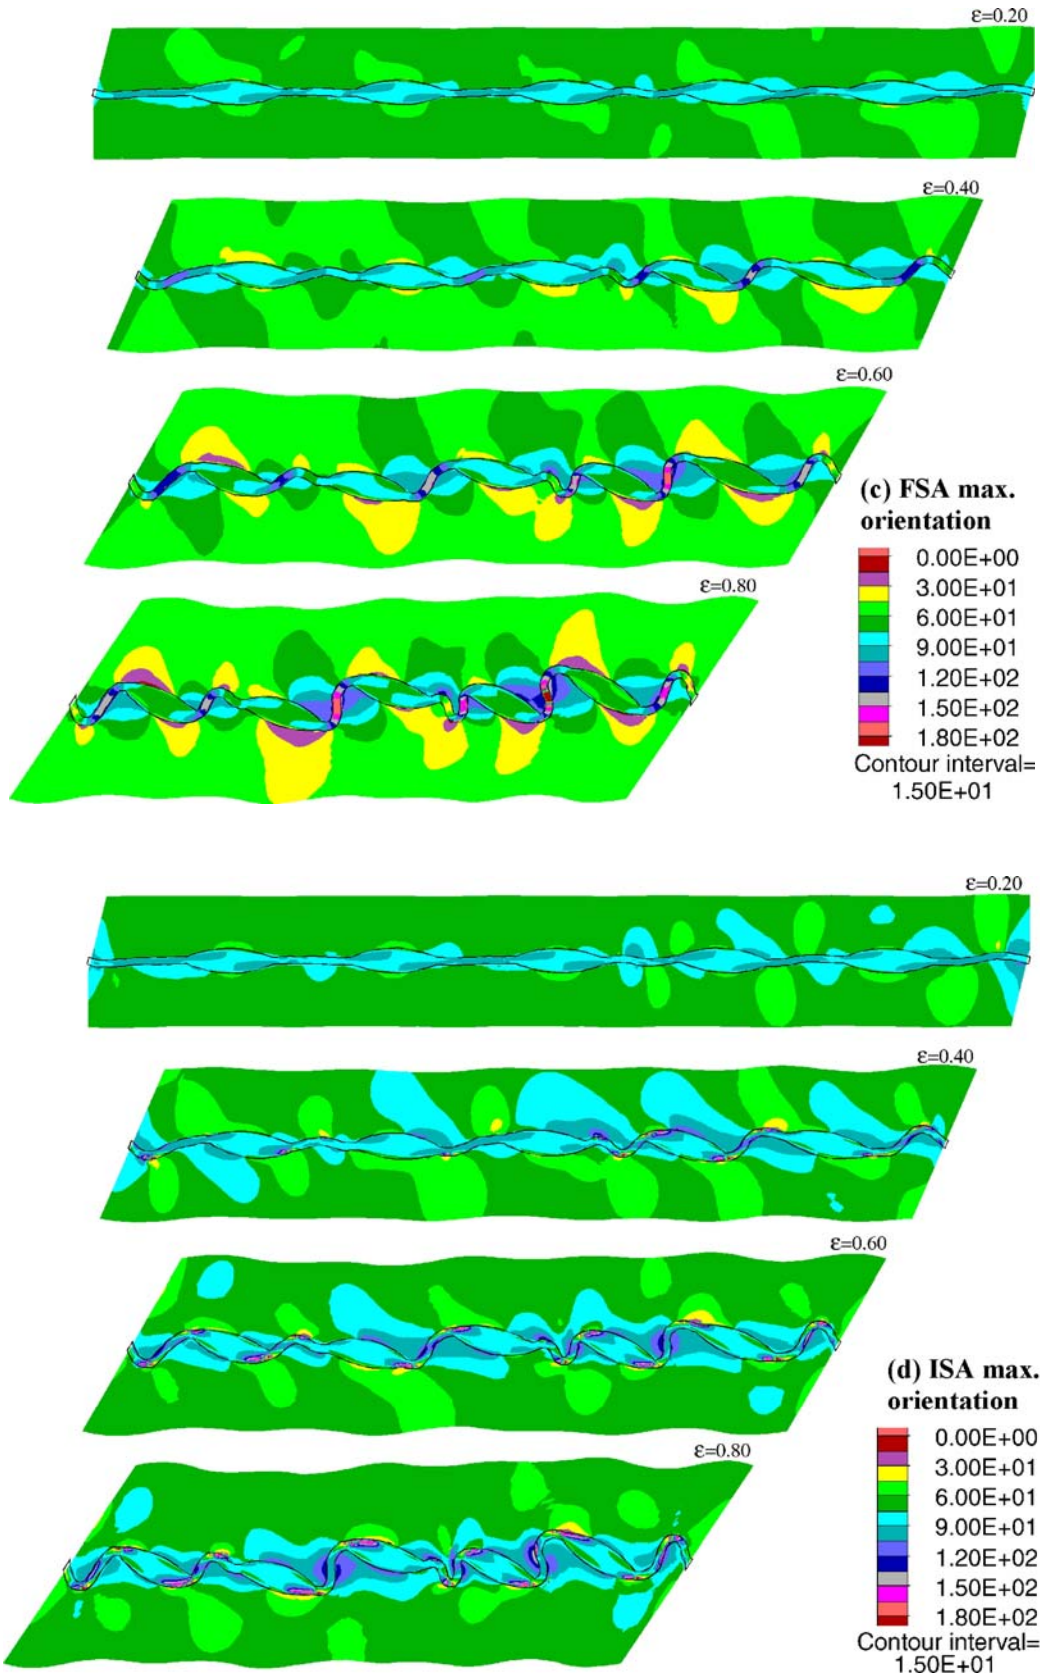 ε=0.20
ε=0.40
ε=0.60
(c) FSA max.
orientation
0.00E+00
3.00E+01
6.00E+01
9.00E+01
1.20E+02
1.50E+02
1.80E+02
Contour interval=
1.50E+01
ε=0.80
ε=0.20
ε=0.40
ε=0.60
(d) ISA max.
orientation
0.00E+00
3.00E+01
6.00E+01
9.00E+01
1.20E+02
1.50E+02
1.80E+02
Contour interval=
1.50E+01
ε=0.80